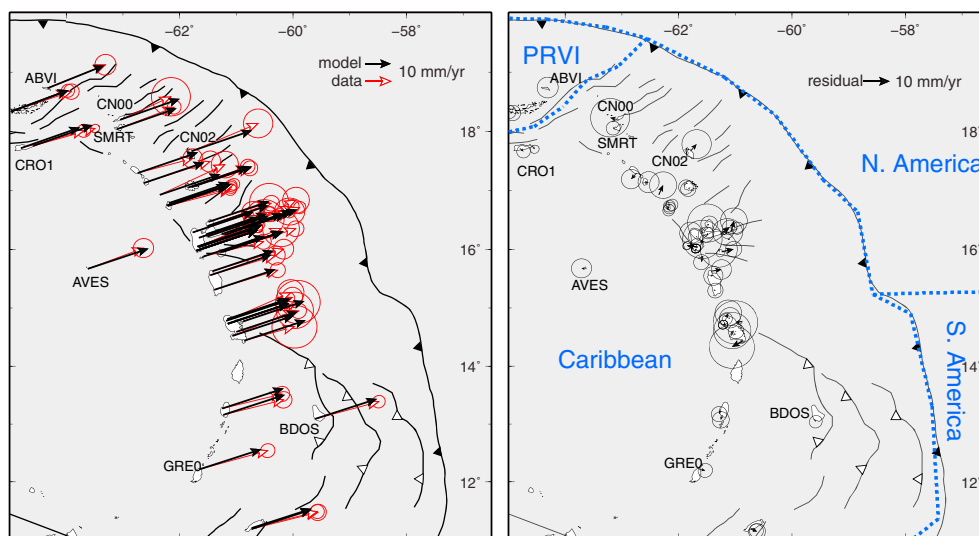 −62° −60° −58°
ABVI
model 10 mm/yr
data
CN00
SMRT
CN02
CRO1
18°
16°
AVES
14°
BDOS
GRE0
12°
−62° −60° −58°
PRVI
ABVI
residual 10 mm/yr
CN00
SMRT
CN02
CRO1
18°
N. America
16°
AVES
Caribbean
14°
S. America
BDOS
GRE0
12°